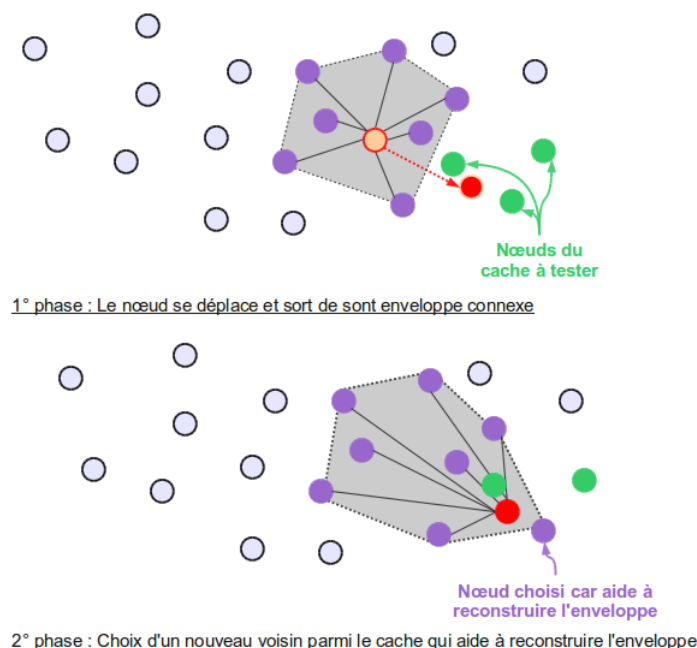 Nœuds du
cache à tester
1° phase : Le nœud se déplace et sort de sont enveloppe connexe
Nœud choisi car aide à
reconstruire l'enveloppe
2° phase : Choix d'un nouveau voisin parmi le cache qui aide à reconstruire l'enveloppe